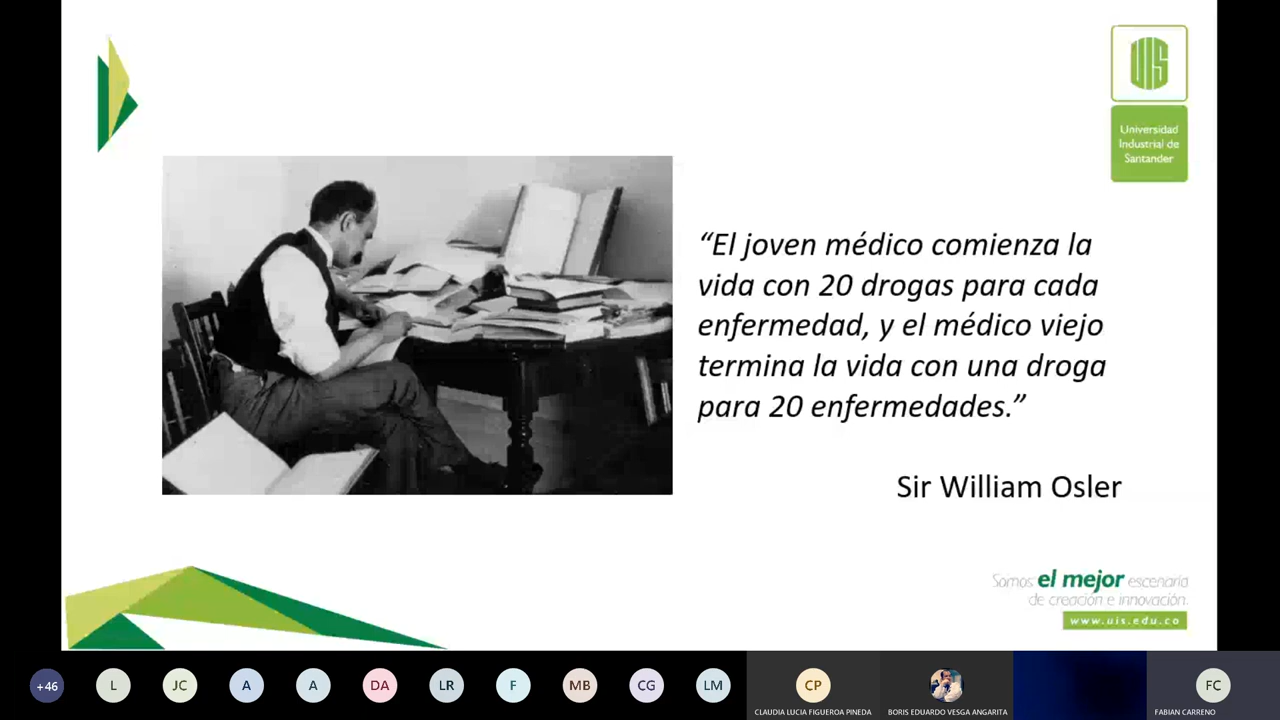 UIS
Universidad
Industrial de
Santander
“El joven médico comienza la
vida con 20 drogas para cada
enfermedad, y el médico viejo
termina la vida con una droga
para 20 enfermedades.”
Sir William Osler
Somos el mejor escenario
de creación e innovación.
www.uis.edu.co
+46
L
JC
A
A
DA
LR
F
MB
CG
LM
CP
FC
CLAUDIA LUCIA FIGUEROA PINEDA
BORIS EDUARDO VESGA ANGARITA
FABIAN CARRENO